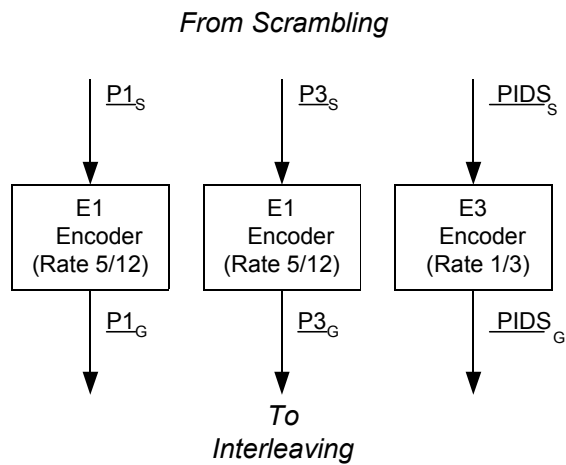 From Scrambling
P1S P3S PIDSS
E1 E1 E3
Encoder Encoder Encoder
(Rate 5/12) (Rate 5/12) (Rate 1/3)
P1G P3G PIDSG
To
Interleaving